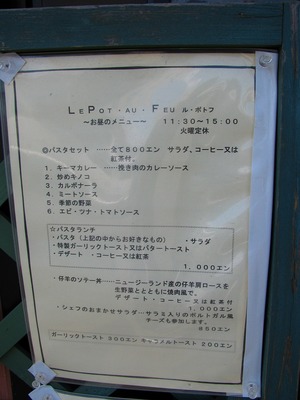 LE POT・AU・FEU ル・ポトフ
～お昼のメニュー～ 11:30～15:00
火曜定休
◎パスタセット ……全て800エン サラダ、コーヒー又は
紅茶付。
1. キーマカレー ……挽き肉のカレーソース
2. 炒めキノコ
3. カルボナーラ
4. ミートソース
5. 季節の野菜
6. エビ・ツナ・トマトソース
☆パスタランチ
・パスタ（上記の中からお好きなもの） ・サラダ
・特製ガーリックトースト又はバタートースト
・デザート ・コーヒー又は紅茶
1,000エン
・仔羊のソテー丼……ニュージーランド産の仔羊肩ロースを
生野菜とともに焼肉風で。
デザート・コーヒー又は紅茶付
1,000エン
・シェフのおまかせサラダ…サラミ入りのポルトガル風
チーズも参加します。
850エン
ガーリックトースト 300エン キャラメルトースト 200エン